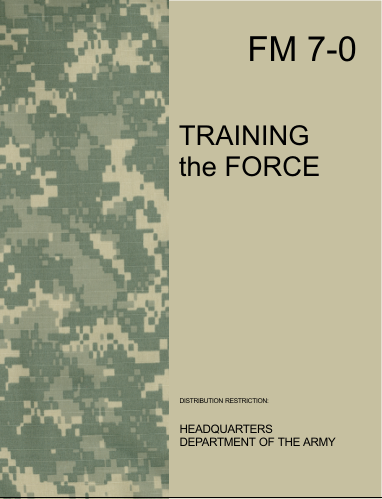 FM 7-0
TRAINING
the FORCE
DISTRIBUTION RESTRICTION:
HEADQUARTERS
DEPARTMENT OF THE ARMY